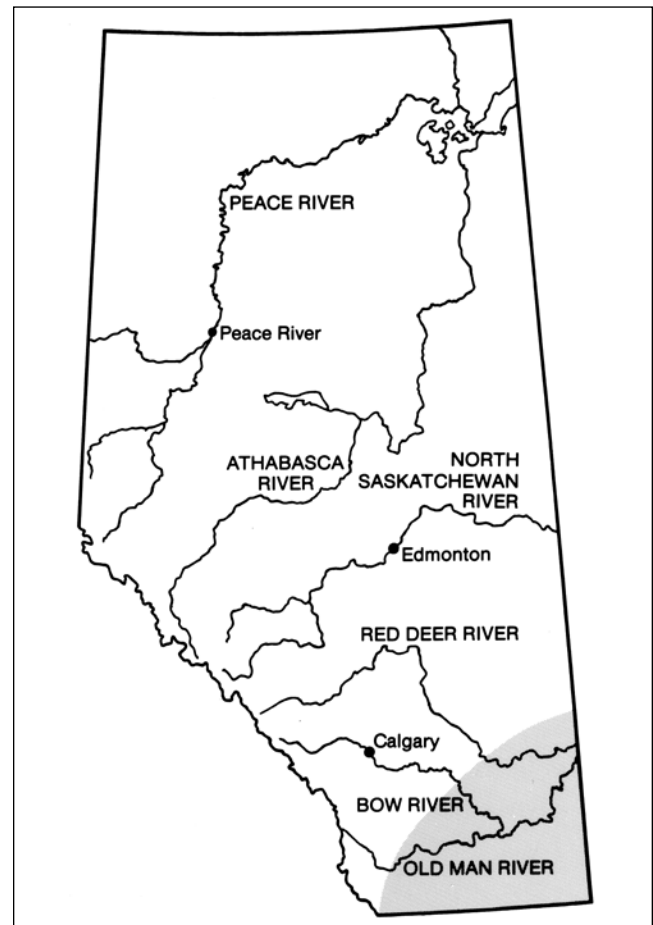 PEACE RIVER
Peace River
ATHABASCA
RIVER
NORTH
SASKATCHEWAN
RIVER
Edmonton
RED DEER RIVER
Calgary
BOW RIVER
OLD MAN RIVER